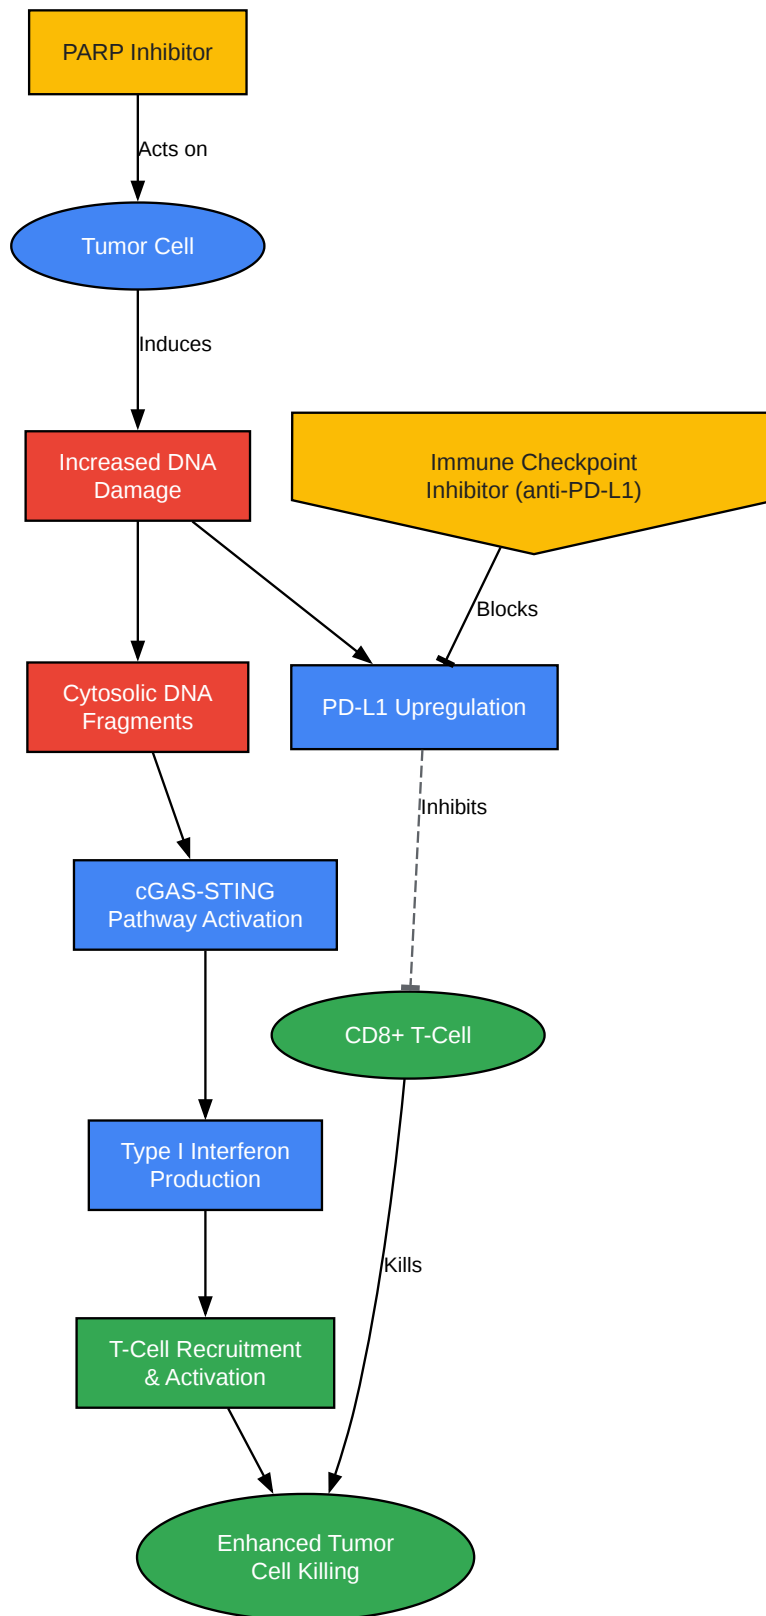 PARP Inhibitor
Acts on
Tumor Cell
Induces
Increased DNA
Damage
Immune Checkpoint
Inhibitor (anti-PD-L1)
Blocks
Cytosolic DNA
Fragments
PD-L1 Upregulation
Inhibits
cGAS-STING
Pathway Activation
CD8+ T-Cell
Type I Interferon
Production
Kills
T-Cell Recruitment
& Activation
Enhanced Tumor
Cell Killing